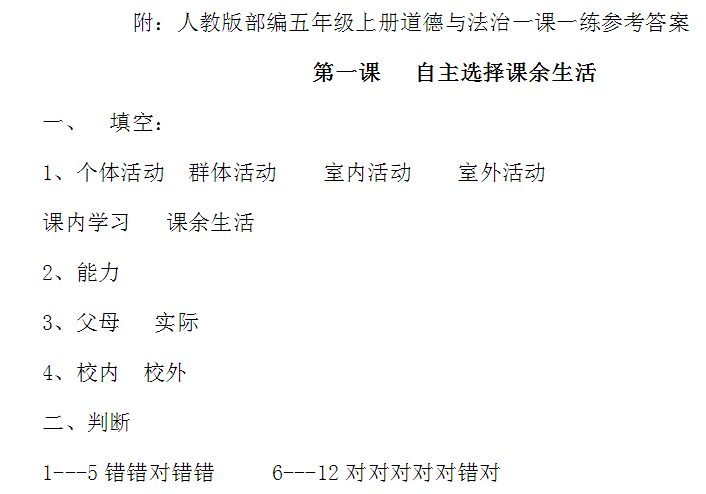 附：人教版部编五年级上册道德与法治一课一练参考答案
第一课 自主选择课余生活
一、 填空：
1、个体活动 群体活动 室内活动 室外活动
课内学习 课余生活
2、能力
3、父母 实际
4、校内 校外
二、判断
1---5 错错对错错 6---12 对对对对对错对